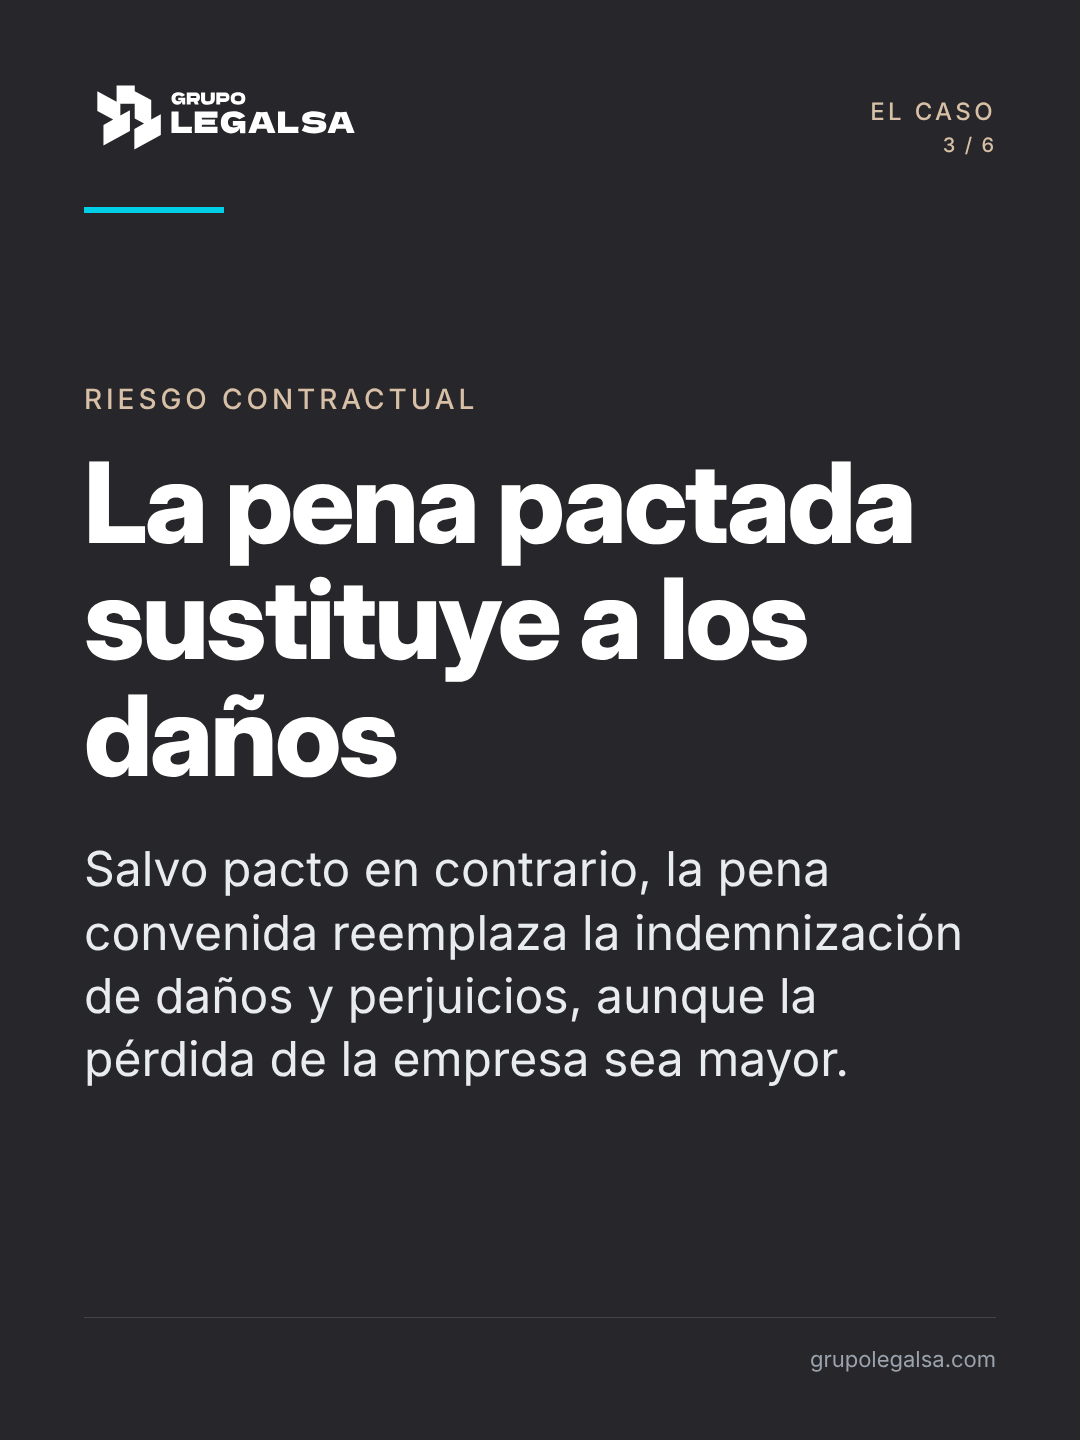 GRUPO
LEGALSA
EL CASO
3 / 6
RIESGO CONTRACTUAL
La pena pactada
sustituye a los
daños
Salvo pacto en contrario, la pena
convenida reemplaza la indemnización
de daños y perjuicios, aunque la
pérdida de la empresa sea mayor.
grupolegalsa.com